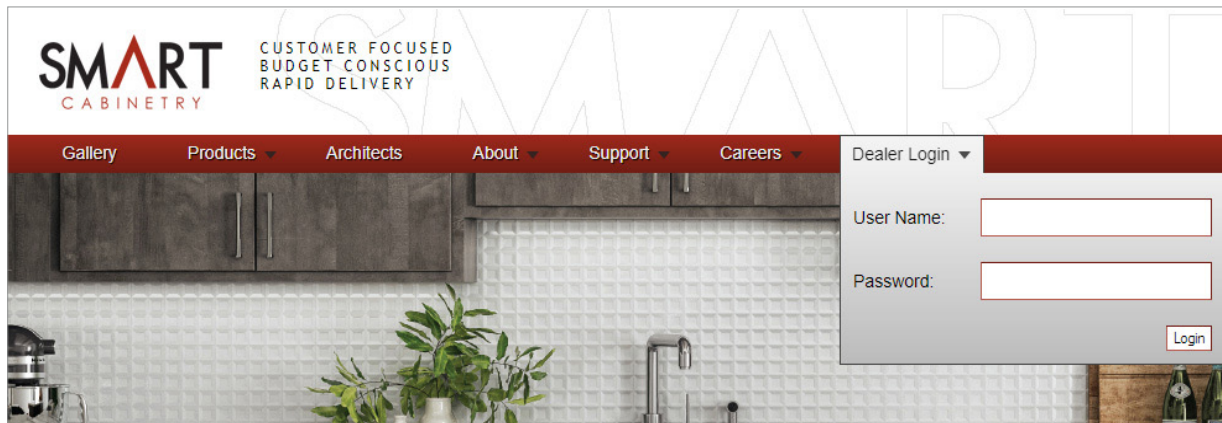 SMART
SMART
CABINETRY
CUSTOMER FOCUSED
BUDGET CONSCIOUS
RAPID DELIVERY
Gallery Products Architects About Support Careers Dealer Login
User Name:
Password:
Login